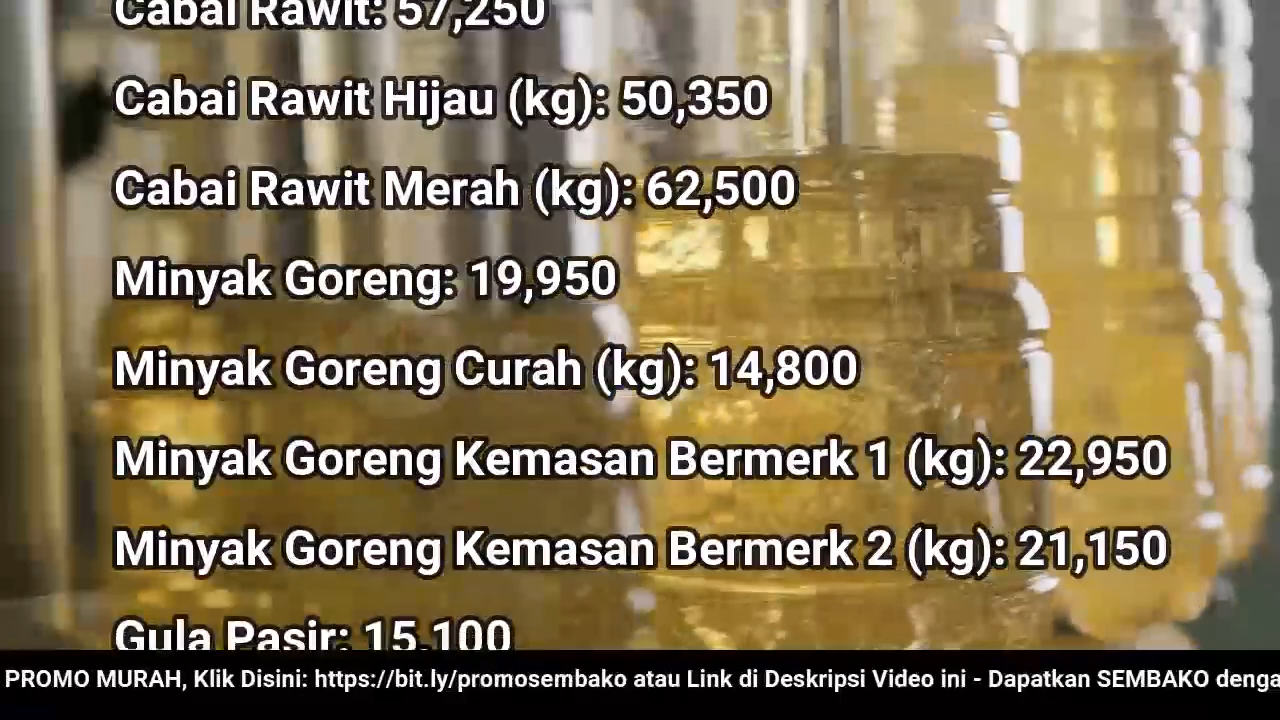 Cabai Rawit: 57,250
Cabai Rawit Hijau (kg): 50,350
Cabai Rawit Merah (kg): 62,500
Minyak Goreng: 19,950
Minyak Goreng Curah (kg): 14,800
Minyak Goreng Kemasan Bermerk 1 (kg): 22,950
Minyak Goreng Kemasan Bermerk 2 (kg): 21,150
Gula Pasir: 15,100
PROMO MURAH, Klik Disini: https://bit.ly/promosembako atau Link di Deskripsi Video ini - Dapatkan SEMBAKO denga